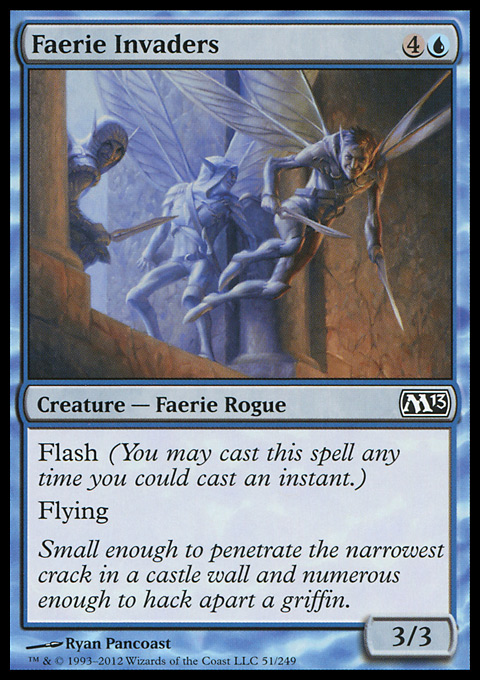 Faerie Invaders 4
Creature — Faerie Rogue M13
Flash (You may cast this spell any
time you could cast an instant.)
Flying
Small enough to penetrate the narrowest
crack in a castle wall and numerous
enough to hack apart a griffin.
3/3
Ryan Pancoast
™ & © 1993–2012 Wizards of the Coast LLC 51/249